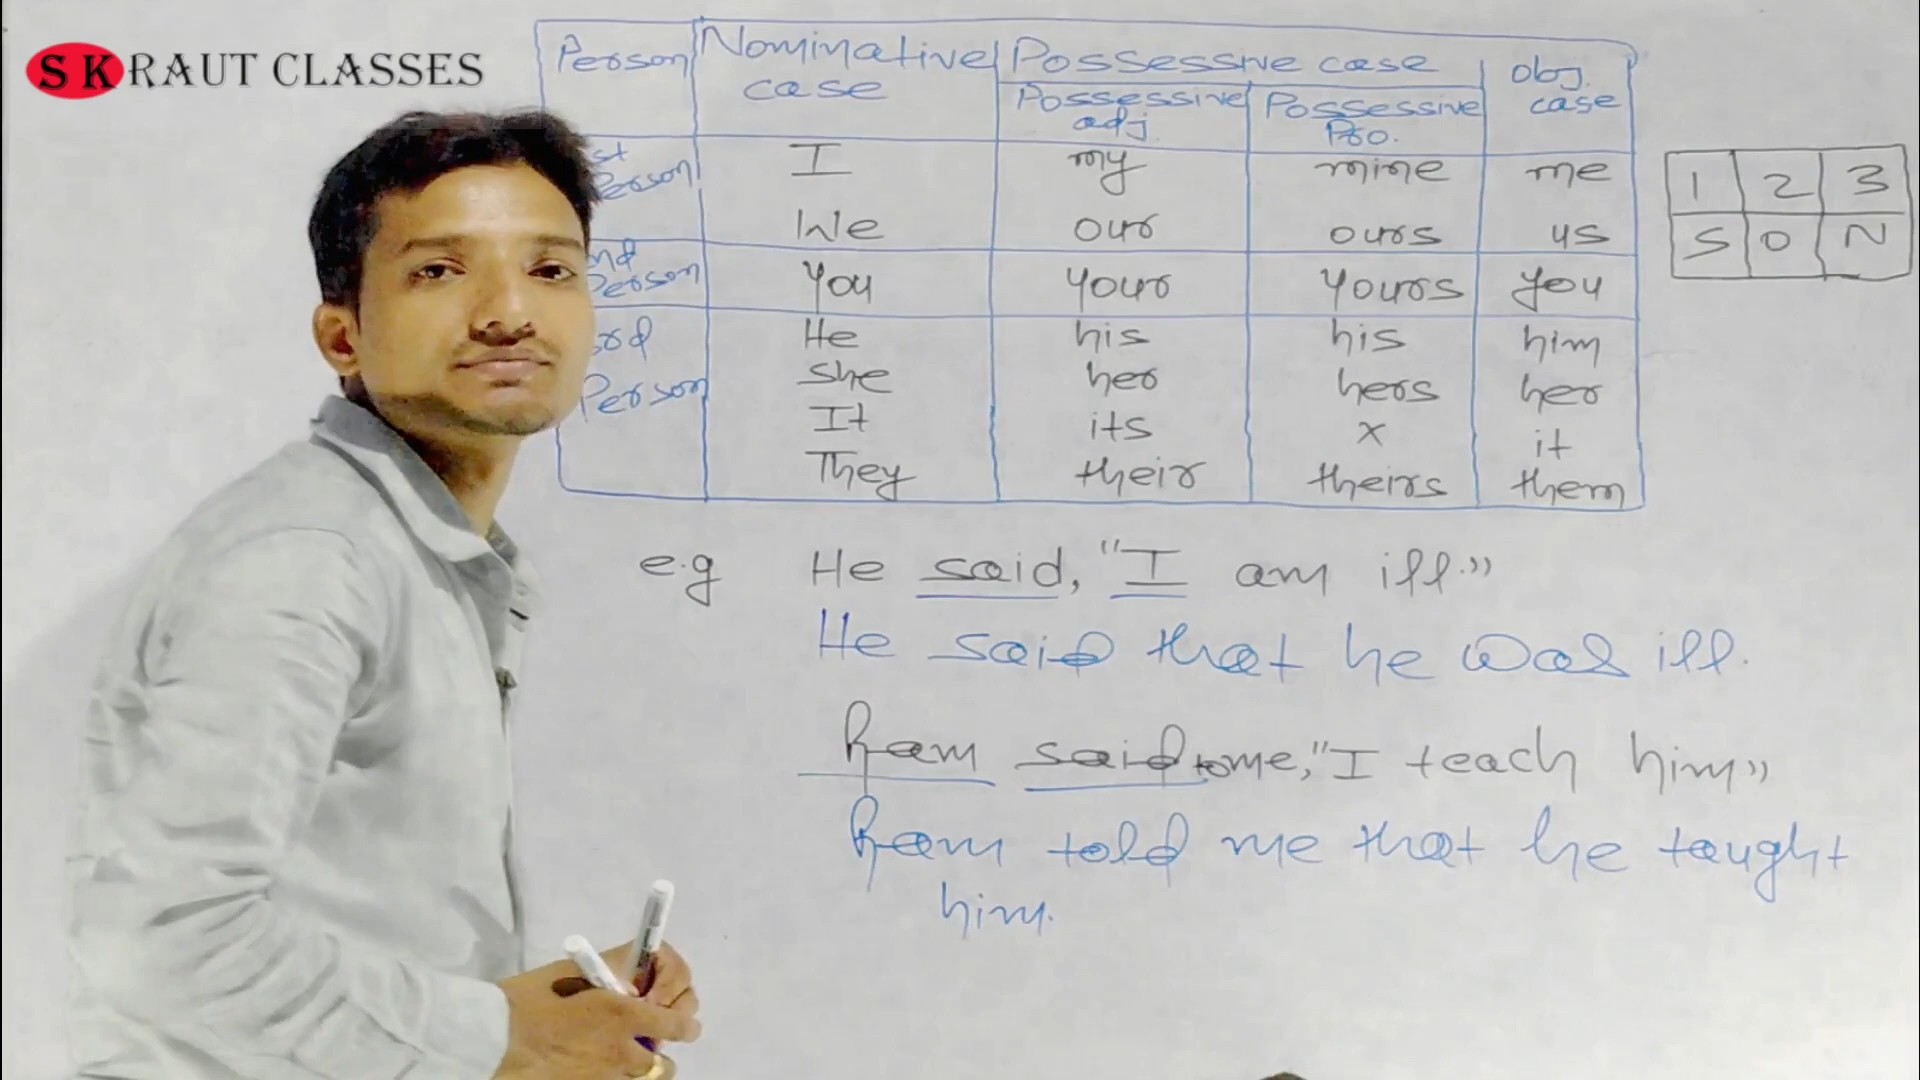 S K RAUT CLASSES
Person Nominative case Possessive case Obj. case
Possessive adj. Possessive Pro.
st Person I my mine me
We our ours us
nd Person You your yours you
rd Person He his his him
She her hers her
It its x it
They their theirs them
1 2 3
S O N
e.g He said, "I am ill."
He said that he was ill.
Ram said to me, "I teach him"
Ram told me that he taught
him.